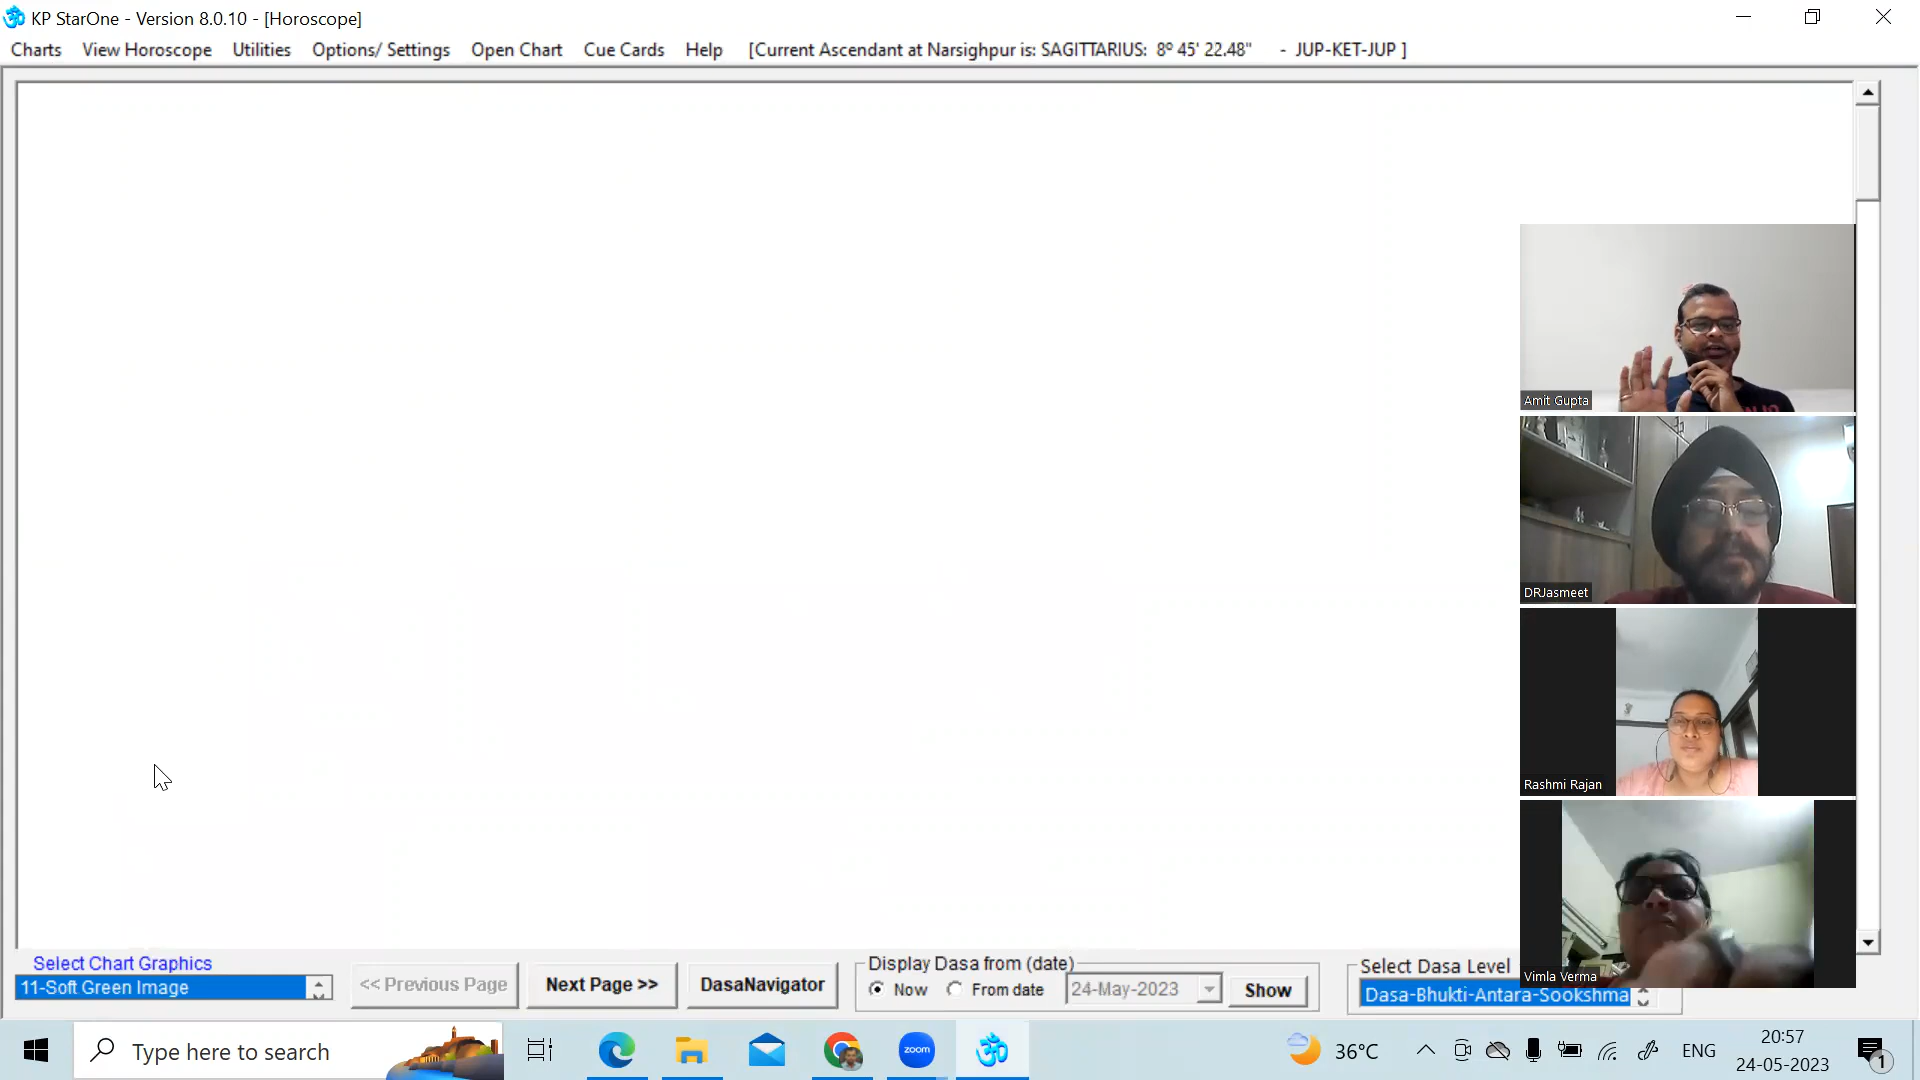 KP StarOne - Version 8.0.10 - [Horoscope]
Charts View Horoscope Utilities Options/ Settings Open Chart Cue Cards Help [Current Ascendant at Narsighpur is: SAGITTARIUS: 8º 45' 22.48" - JUP-KET-JUP ]
Amit Gupta
DRJasmeet
Rashmi Rajan
Vimla Verma
Select Chart Graphics
11-Soft Green Image
<< Previous Page
Next Page >>
DasaNavigator
Display Dasa from (date)
Now From date 24-May-2023 Show
Select Dasa Level
Dasa-Bhukti-Antara-Sookshma
Type here to search
zoom
36°C
ENG
20:57
24-05-2023
1